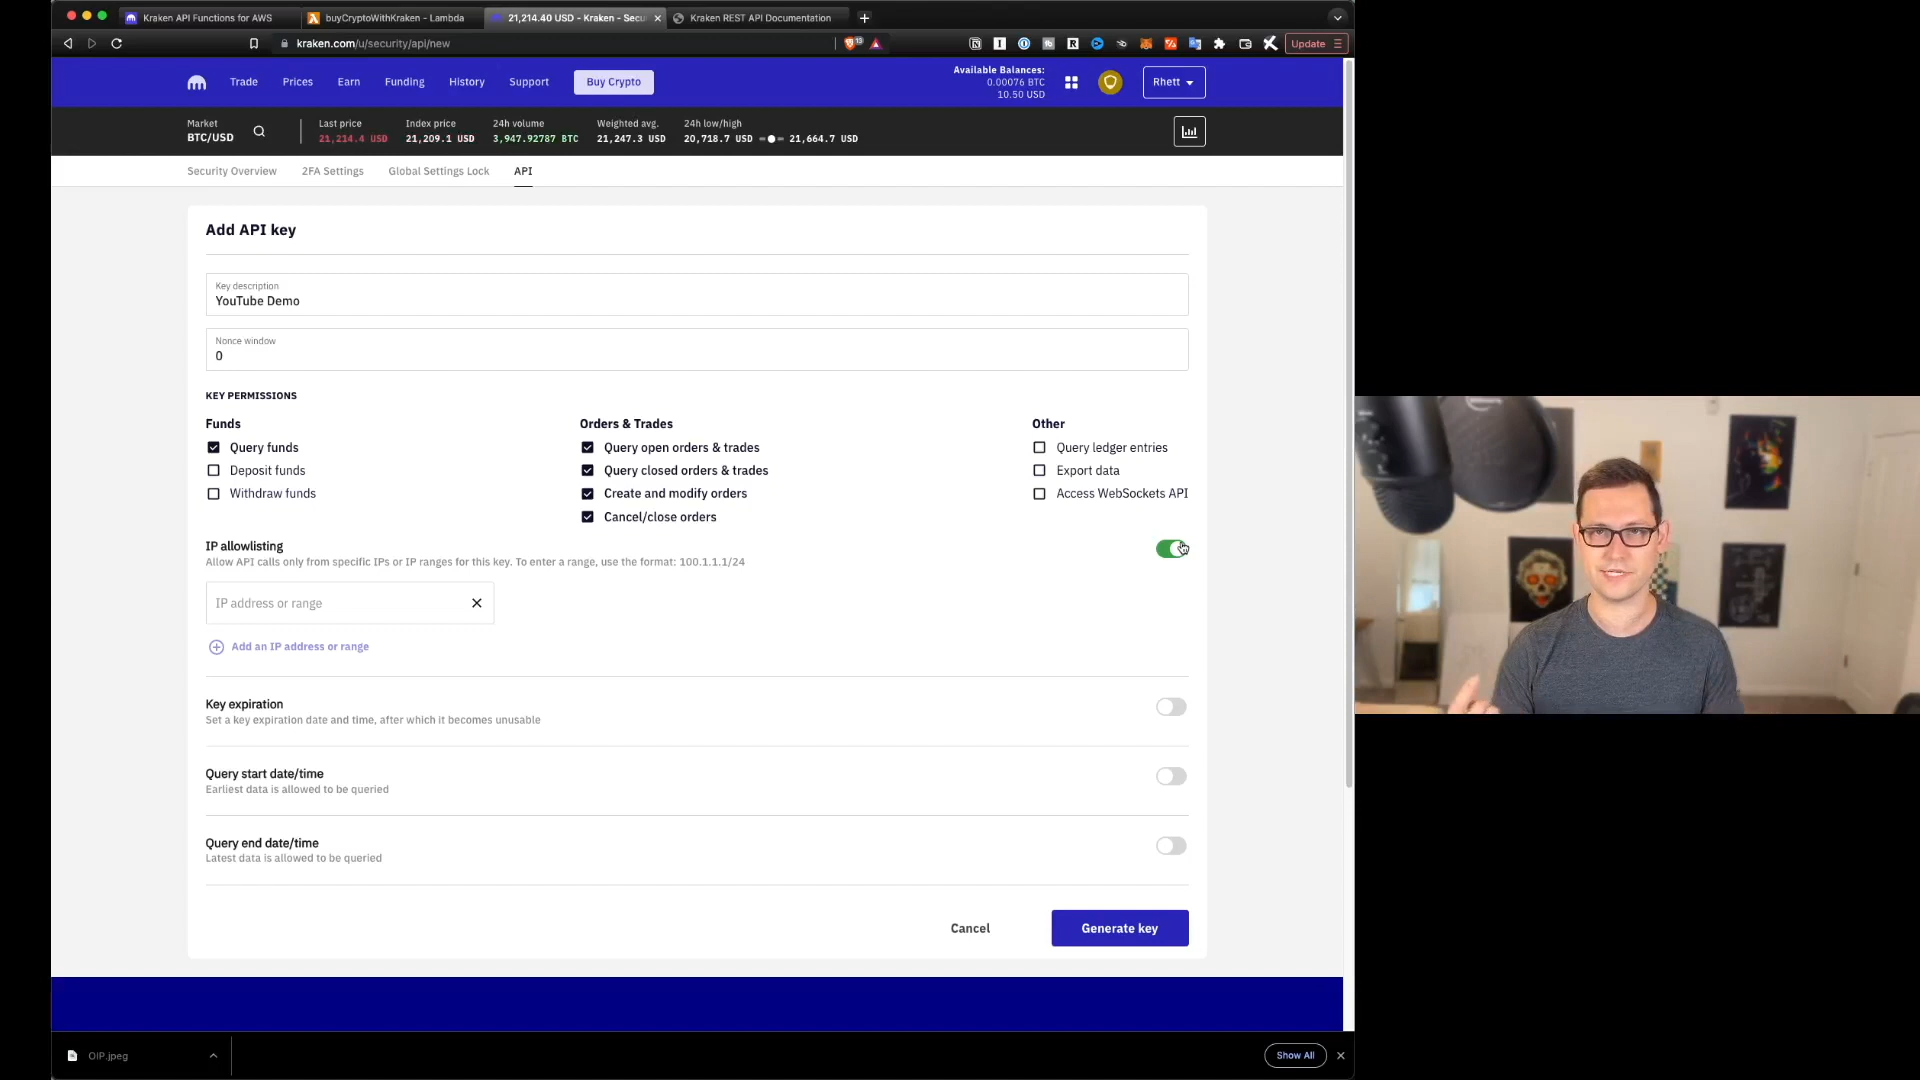 Kraken API Functions for AWS
buyCryptoWithKraken - Lambda
21,214.40 USD - Kraken - Secu
Kraken REST API Documentation
kraken.com/u/security/api/new
Update
Trade
Prices
Earn
Funding
History
Support
Buy Crypto
Available Balances:
0.00076 BTC
10.50 USD
Rhett
Market
BTC/USD
Last price
21,214.4 USD
Index price
21,209.1 USD
24h volume
3,947.92787 BTC
Weighted avg.
21,247.3 USD
24h low/high
20,718.7 USD
21,664.7 USD
Security Overview
2FA Settings
Global Settings Lock
API
Add API key
Key description
YouTube Demo
Nonce window
0
KEY PERMISSIONS
Funds
Query funds
Deposit funds
Withdraw funds
Orders & Trades
Query open orders & trades
Query closed orders & trades
Create and modify orders
Cancel/close orders
Other
Query ledger entries
Export data
Access WebSockets API
IP allowlisting
Allow API calls only from specific IPs or IP ranges for this key. To enter a range, use the format: 100.1.1.1/24
IP address or range
Add an IP address or range
Key expiration
Set a key expiration date and time, after which it becomes unusable
Query start date/time
Earliest data is allowed to be queried
Query end date/time
Latest data is allowed to be queried
Cancel
Generate key
OIP.jpeg
Show All